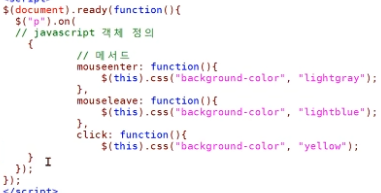 <script>
$(document).ready(function(){
$("p").on(
// javascript 객체 정의
{
// 메서드
mouseenter: function(){
$(this).css("background-color", "lightgray");
},
mouseleave: function(){
$(this).css("background-color", "lightblue");
},
click: function(){
$(this).css("background-color", "yellow");
}
});
});
</script>